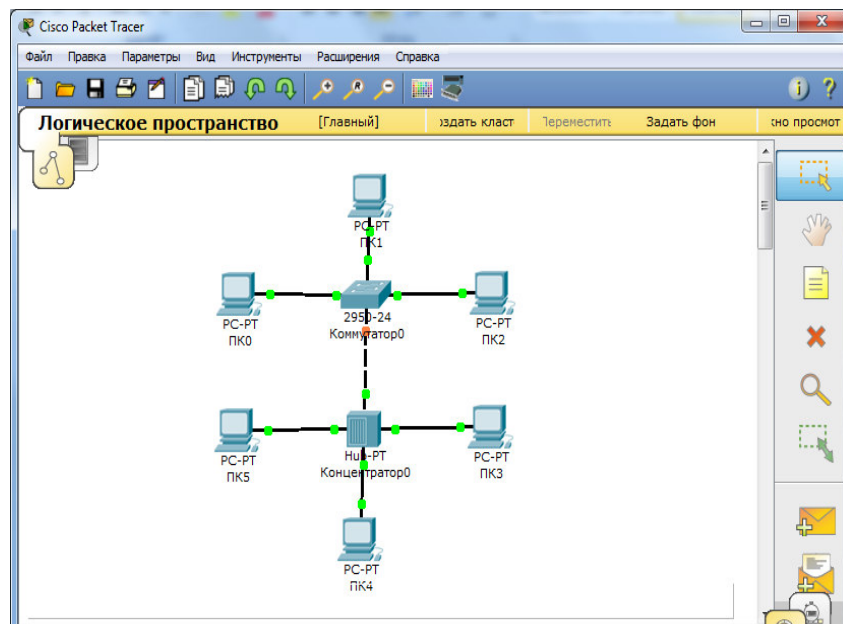 Cisco Packet Tracer
Файл Правка Параметры Вид Инструменты Расширения Справка
Логическое пространство [Главный] оздать класт Переместить Задать фон сно просмот
PC-PT
ПК1
PC-PT
ПК0
2950-24
Коммутатор0
PC-PT
ПК2
PC-PT
ПК5
Hub-PT
Концентратор0
PC-PT
ПК3
PC-PT
ПК4